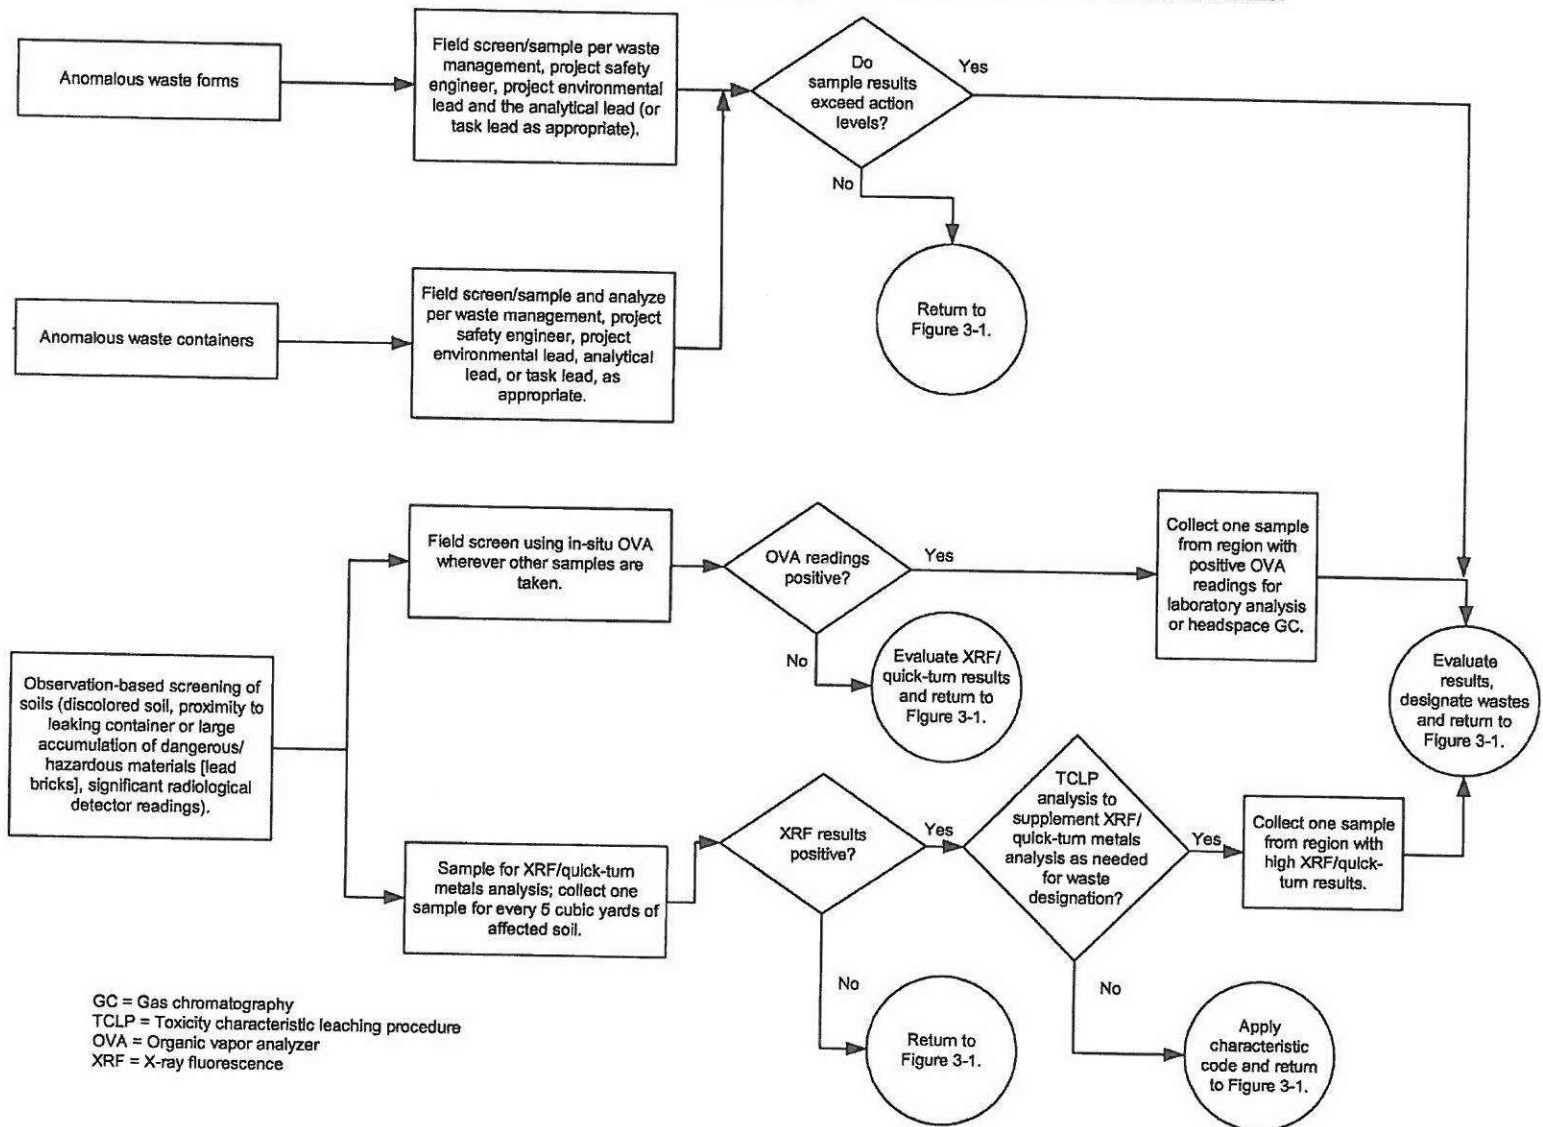 Anomalous waste forms
Field screen/sample per waste
management, project safety
engineer, project environmental
lead and the analytical lead (or
task lead as appropriate).
Do
sample results
exceed action
levels?
Yes
No
Return to
Figure 3-1.
Anomalous waste containers
Field screen/sample and analyze
per waste management, project
safety engineer, project
environmental lead, analytical
lead, or task lead, as
appropriate.
Observation-based screening of
soils (discolored soil, proximity to
leaking container or large
accumulation of dangerous/
hazardous materials [lead
bricks], significant radiological
detector readings).
Field screen using in-situ OVA
wherever other samples are
taken.
OVA readings
positive?
Yes
No
Evaluate XRF/
quick-turn results
and return to
Figure 3-1.
Collect one sample
from region with
positive OVA
readings for
laboratory analysis
or headspace GC.
Evaluate
results,
designate wastes
and return to
Figure 3-1.
Sample for XRF/quick-turn
metals analysis; collect one
sample for every 5 cubic yards of
affected soil.
XRF results
positive?
Yes
No
Return to
Figure 3-1.
TCLP
analysis to
supplement XRF/
quick-turn metals
analysis as needed
for waste
designation?
Yes
No
Collect one sample
from region with
high XRF/quick-
turn results.
Apply
characteristic
code and return
to Figure 3-1.
GC = Gas chromatography
TCLP = Toxicity characteristic leaching procedure
OVA = Organic vapor analyzer
XRF = X-ray fluorescence